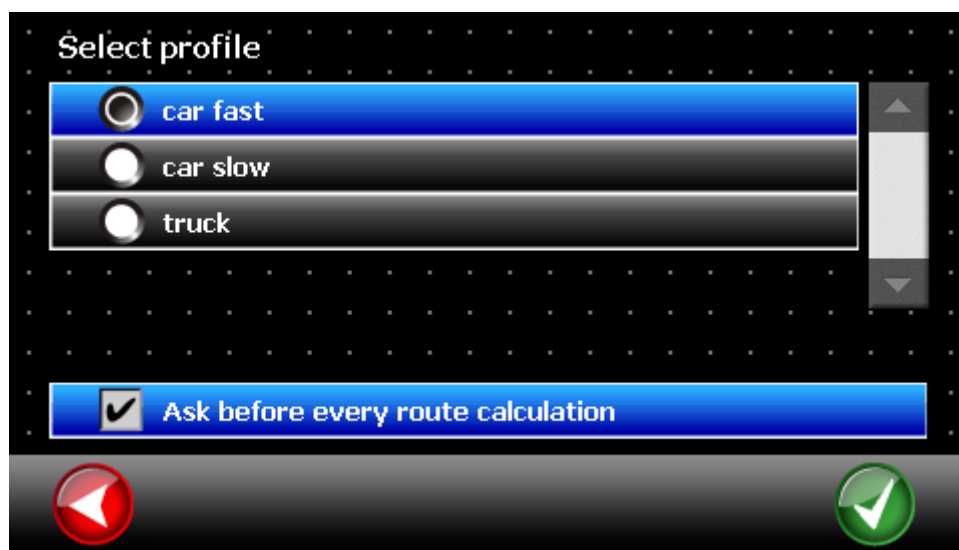 Select profile
car fast
car slow
truck
Ask before every route calculation